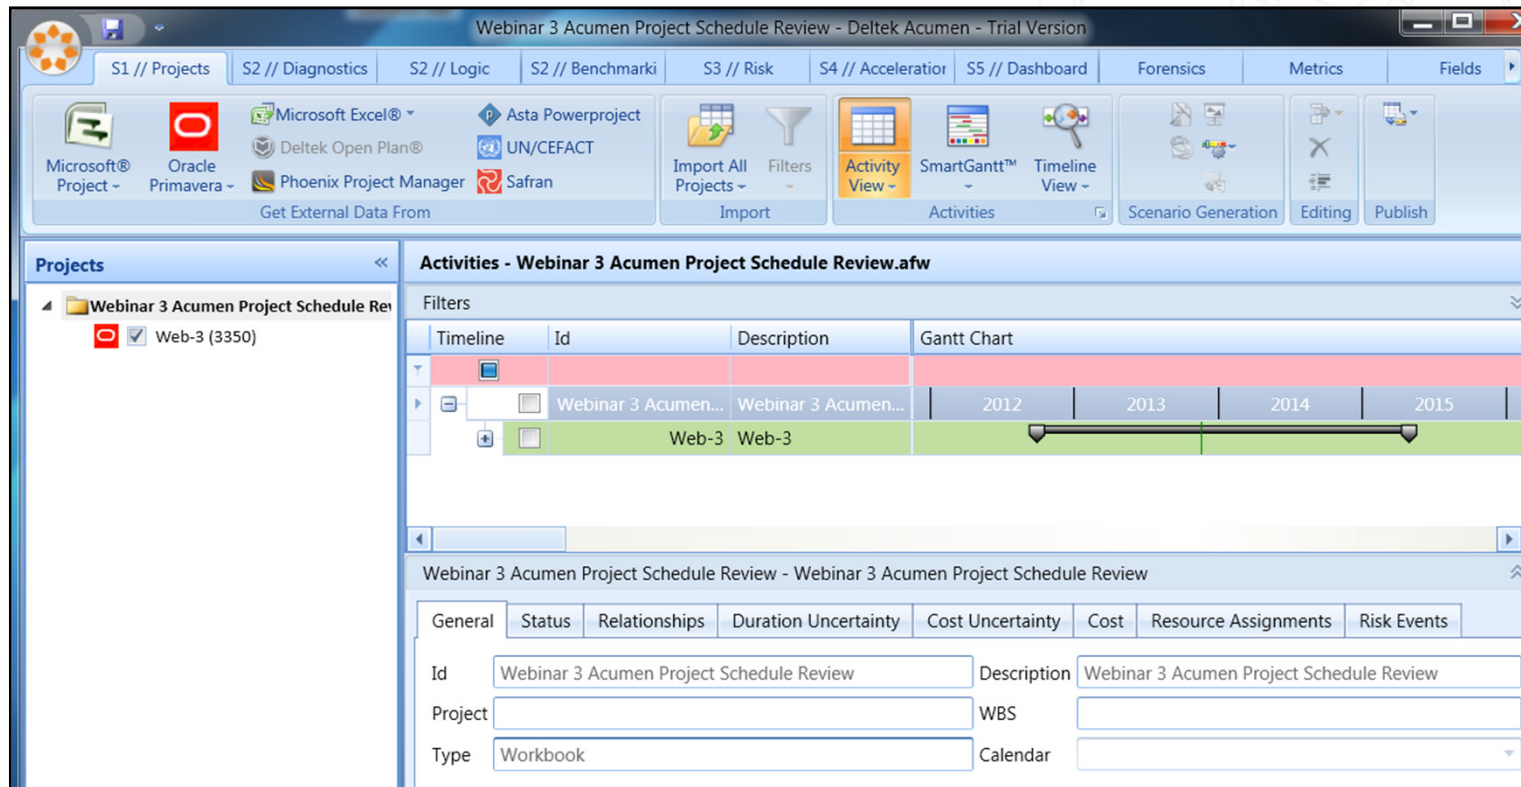 Webinar 3 Acumen Project Schedule Review - Deltek Acumen - Trial Version
S1 // Projects S2 // Diagnostics S2 // Logic S2 // Benchmarki S3 // Risk S4 // Acceleration S5 // Dashboard Forensics Metrics Fields
Microsoft® Project
Oracle Primavera
Microsoft Excel®
Deltek Open Plan®
Phoenix Project Manager
Asta Powerproject
UN/CEFACT
Safran
Get External Data From
Import All Projects
Filters
Import
Activity View
SmartGantt™
Timeline View
Activities
Scenario Generation
Editing
Publish
Projects
Webinar 3 Acumen Project Schedule Rev
Web-3 (3350)
Activities - Webinar 3 Acumen Project Schedule Review.afw
Filters
Timeline Id Description Gantt Chart
Webinar 3 Acumen... Webinar 3 Acumen... 2012 2013 2014 2015
Web-3 Web-3
Webinar 3 Acumen Project Schedule Review - Webinar 3 Acumen Project Schedule Review
General Status Relationships Duration Uncertainty Cost Uncertainty Cost Resource Assignments Risk Events
Id Webinar 3 Acumen Project Schedule Review Description Webinar 3 Acumen Project Schedule Review
Project WBS
Type Workbook Calendar